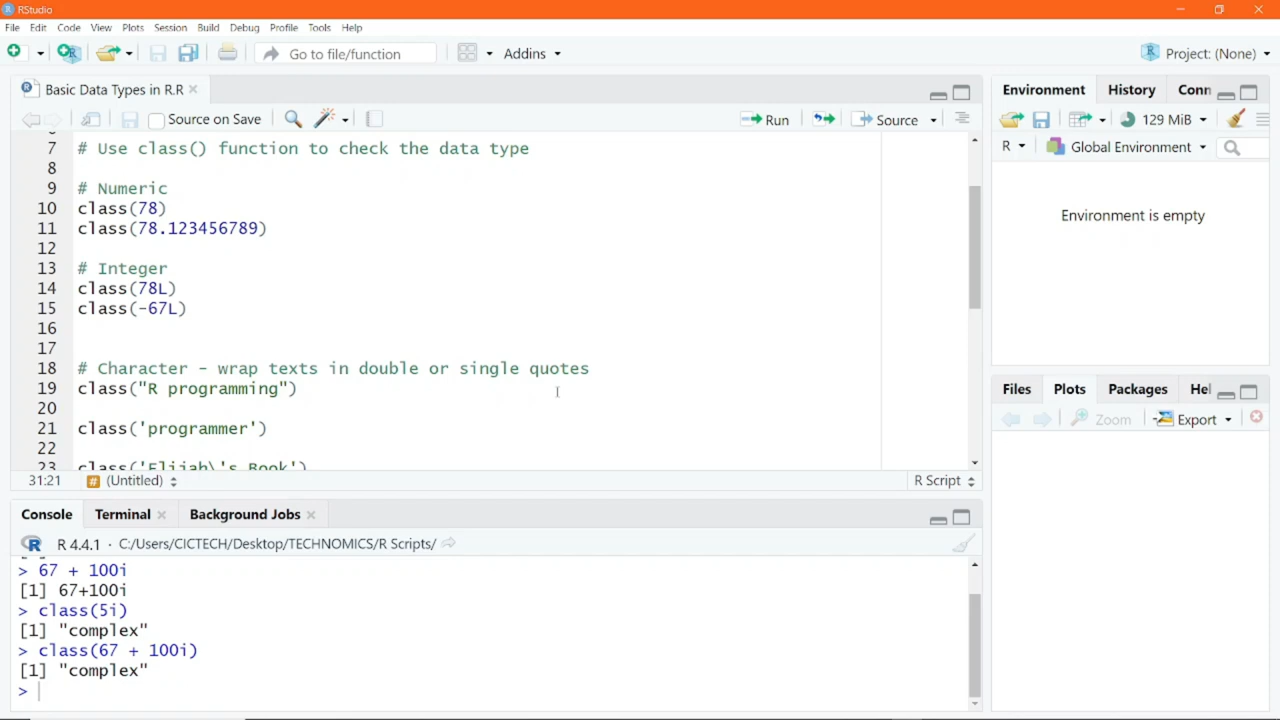 RStudio
File Edit Code View Plots Session Build Debug Profile Tools Help
Go to file/function Addins Project: (None)
Basic Data Types in R.R
Source on Save Run Source
7 # Use class() function to check the data type
8
9 # Numeric
10 class(78)
11 class(78.123456789)
12
13 # Integer
14 class(78L)
15 class(-67L)
16
17
18 # Character - wrap texts in double or single quotes
19 class("R programming")
20
21 class('programmer')
22
23 class('Elijah\'s Book')
31:21 # (Untitled) R Script
Console Terminal Background Jobs
R 4.4.1 · C:/Users/CICTECH/Desktop/TECHNOMICS/R Scripts/
> 67 + 100i
[1] 67+100i
> class(5i)
[1] "complex"
> class(67 + 100i)
[1] "complex"
>
Environment History Conn
129 MiB
R Global Environment
Environment is empty
Files Plots Packages Hel
Zoom Export